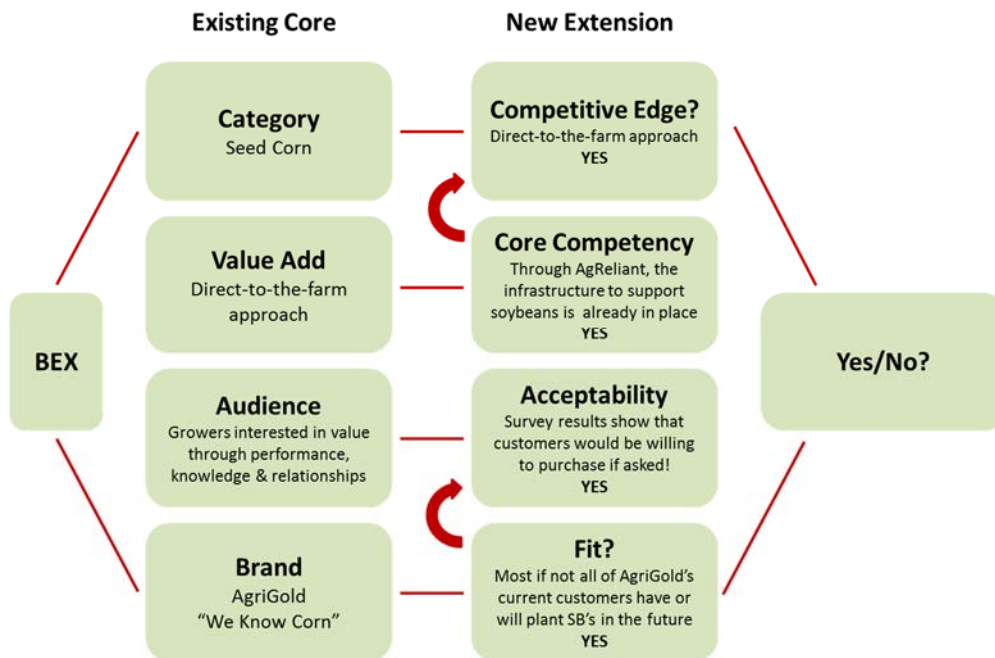 Existing Core
New Extension
Category
Seed Corn
Competitive Edge?
Direct-to-the-farm approach
YES
Value Add
Direct-to-the-farm
approach
Core Competency
Through AgReliant, the
infrastructure to support
soybeans is already in place
YES
BEX
Yes/No?
Audience
Growers interested in value
through performance,
knowledge & relationships
Acceptability
Survey results show that
customers would be willing
to purchase if asked!
YES
Brand
AgriGold
“We Know Corn”
Fit?
Most if not all of AgriGold’s
current customers have or
will plant SB’s in the future
YES